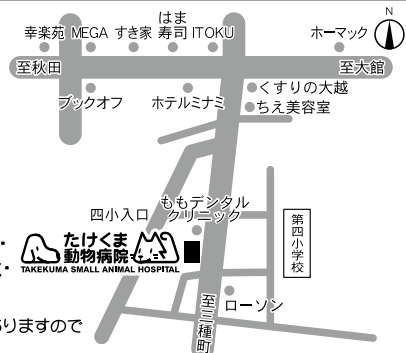 N
幸楽苑 MEGA すき家 はま寿司 ITOKU ホーマック
至秋田 至大館
ブックオフ ホテルミナミ くすりの大越
ちえ美容室
四小入口 ももデンタル
クリニック
第四小学校
たけくま
動物病院
TAKEKUMA SMALL ANIMAL HOSPITAL
ローソン
至三種町
りますので